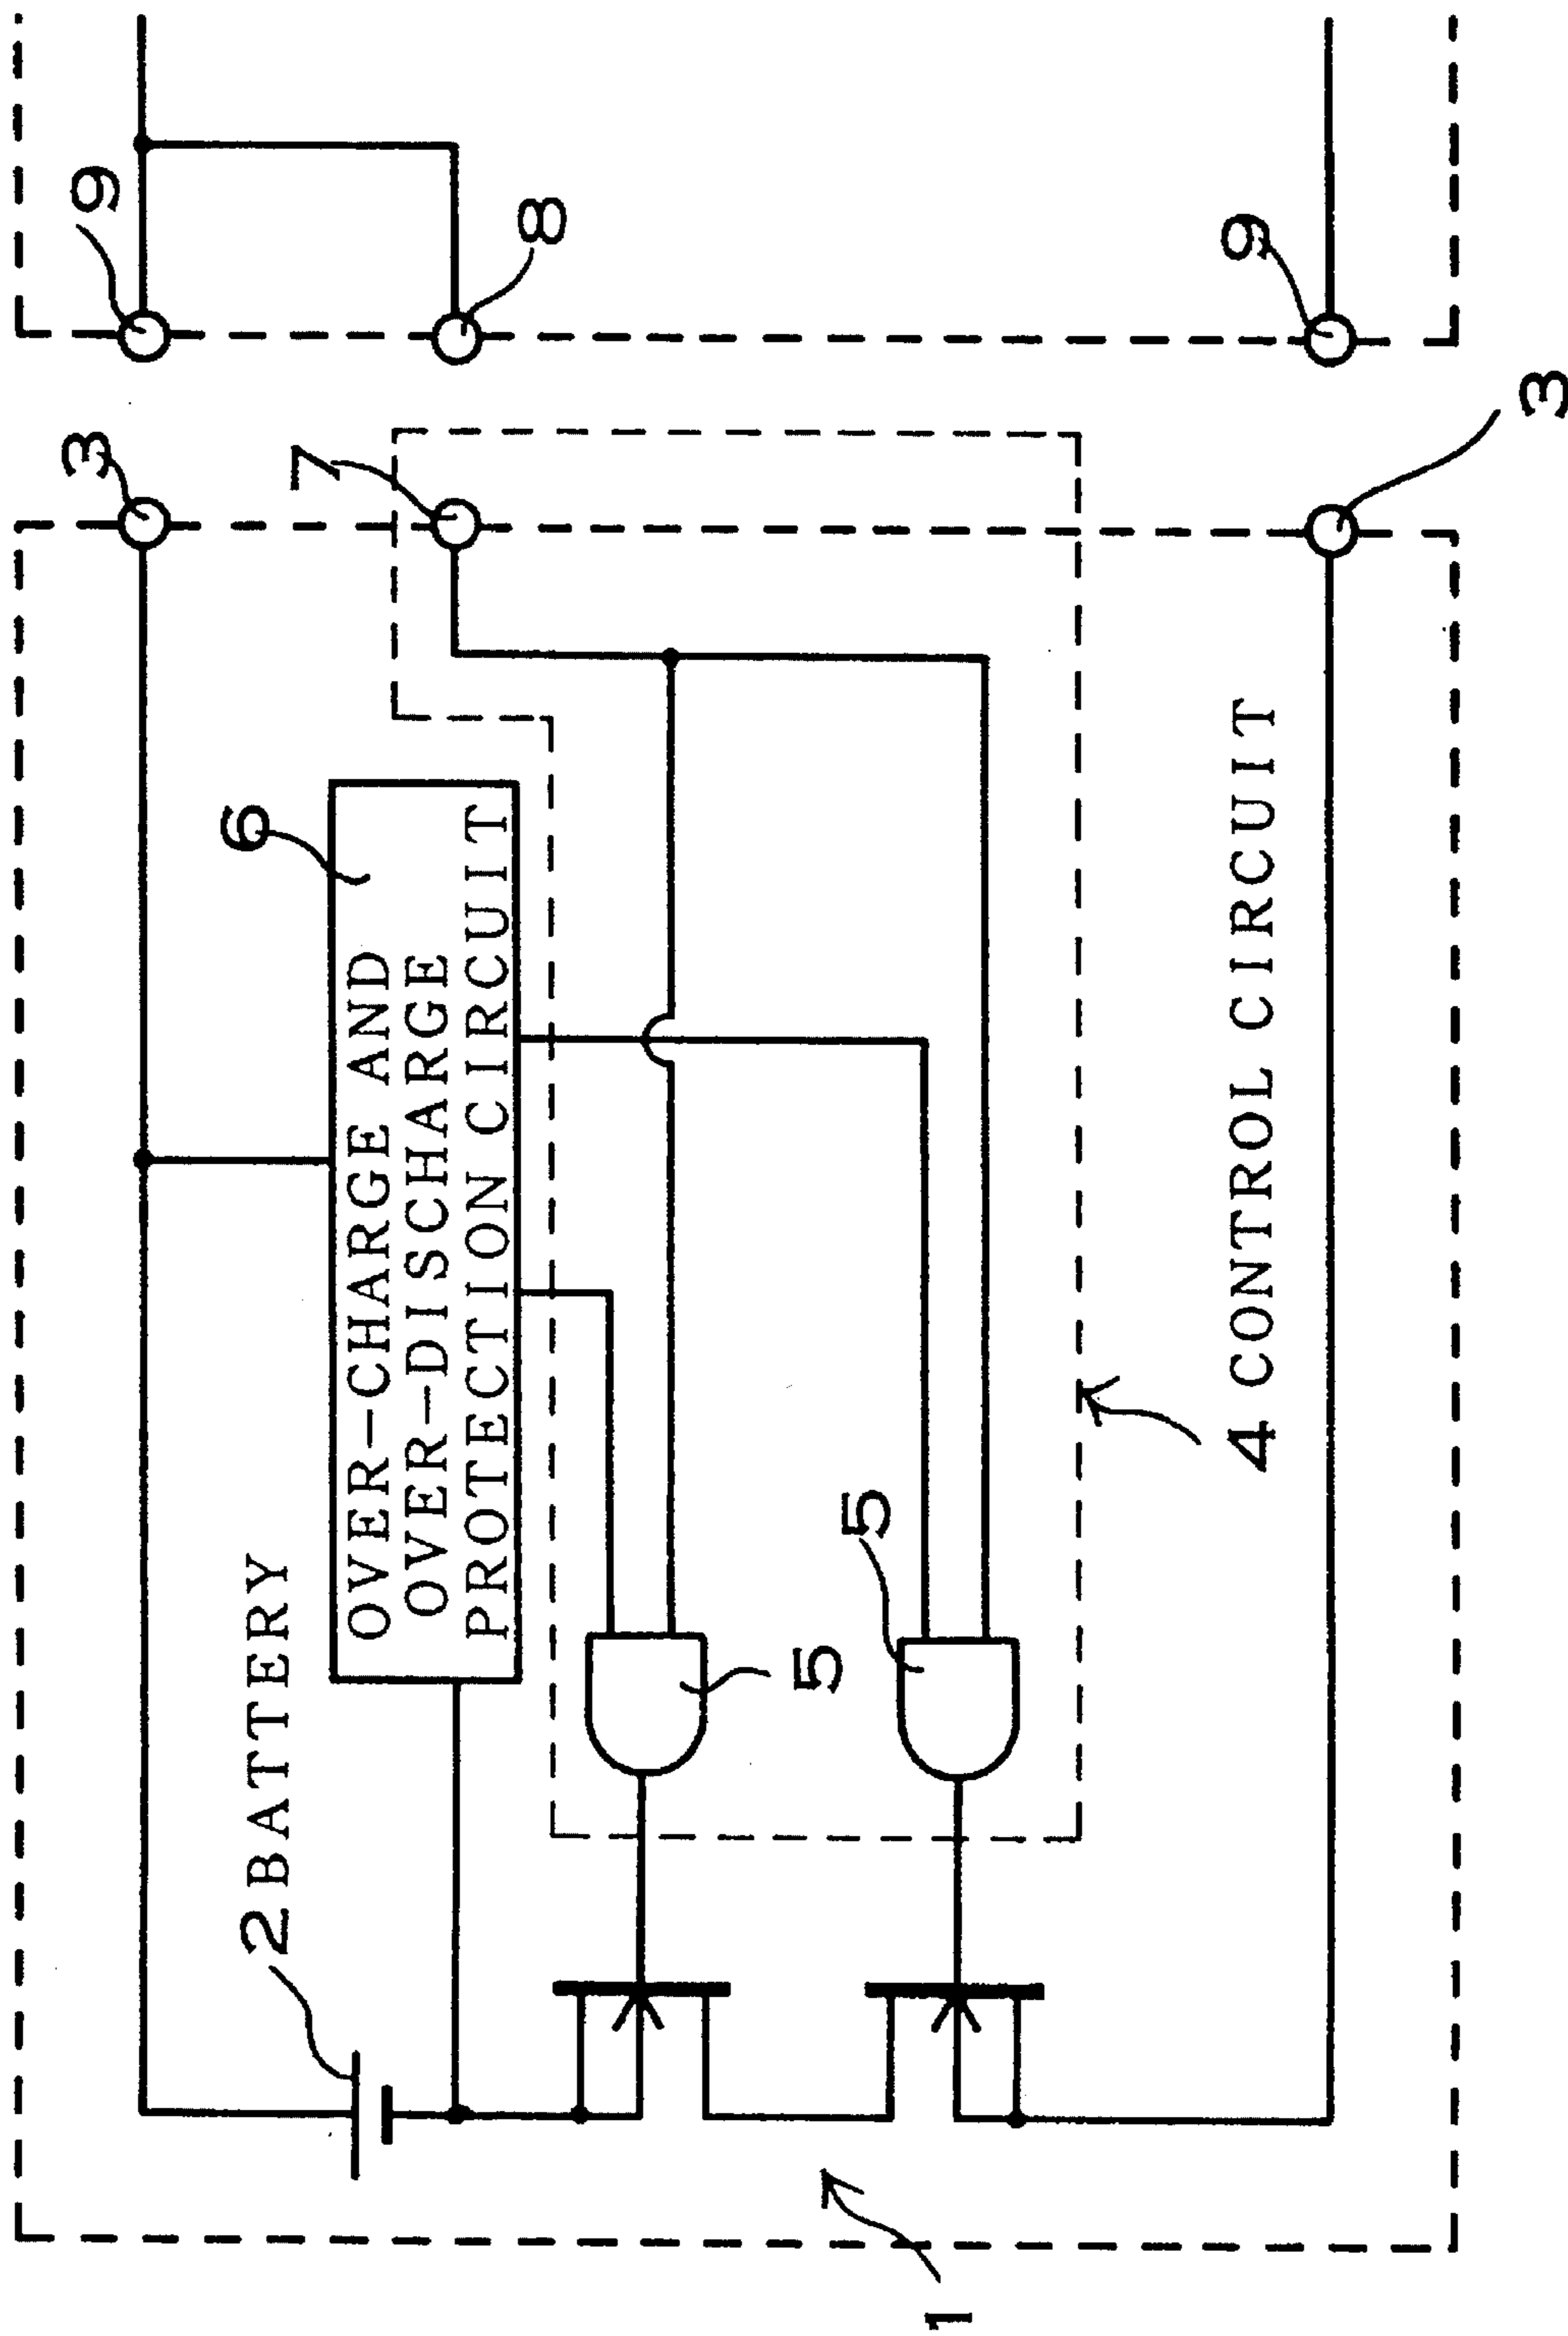 9
8
9
3
7
3
6
OVER-CHARGE AND
OVER-DISCHARGE
PROTECTION CIRCUIT
2 BATTERY
5
5
4 CONTROL CIRCUIT
1